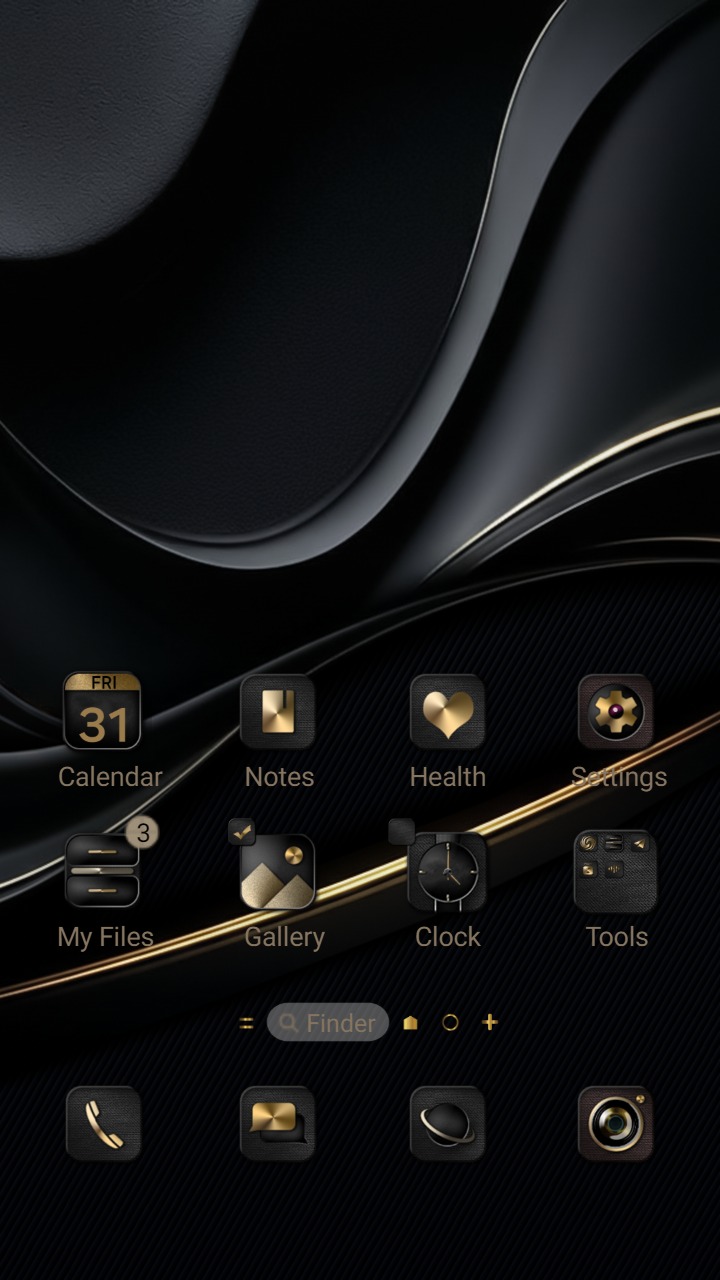 FRI
31
Calendar
Notes
Health
Settings
3
My Files
Gallery
Clock
Tools
Finder